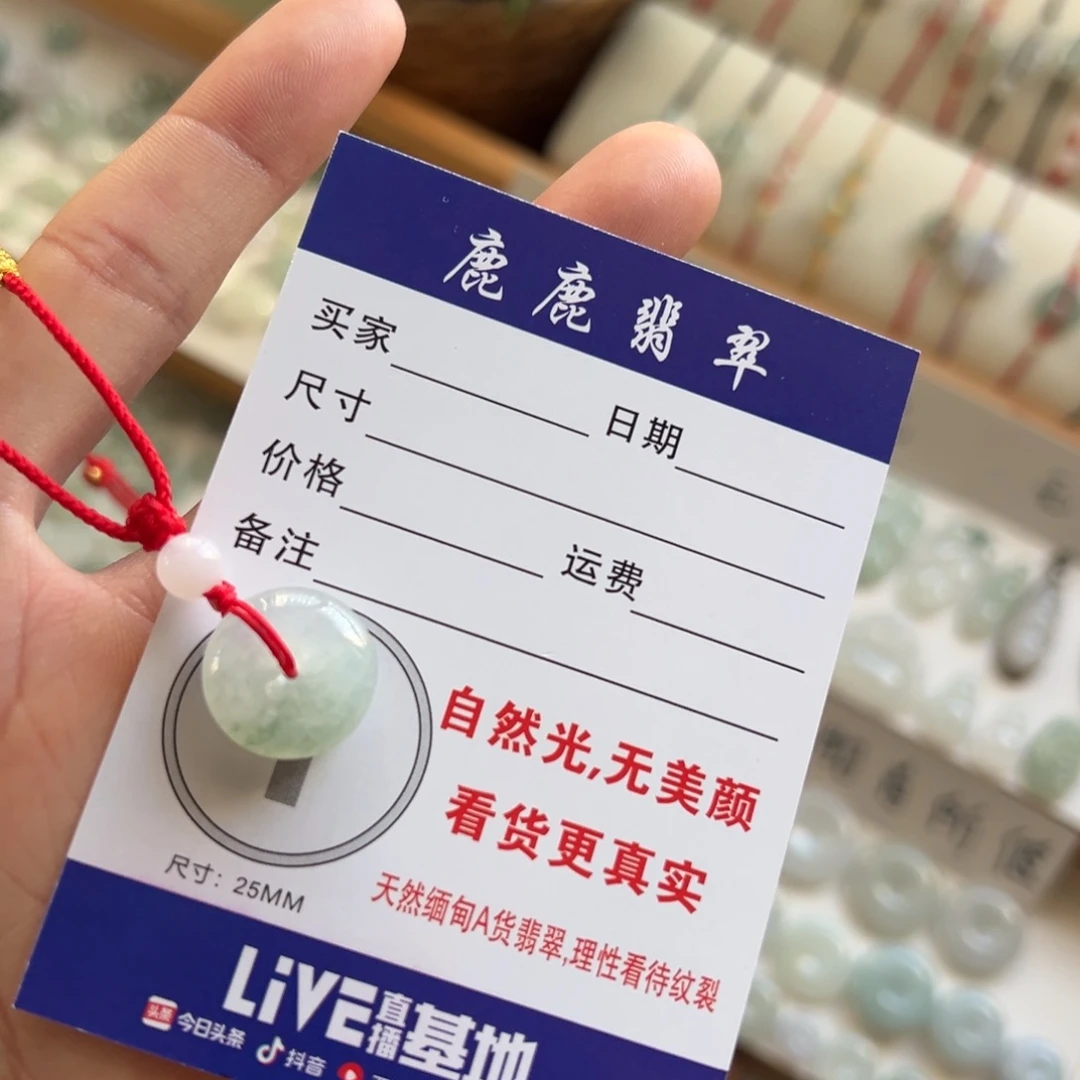 鹿鹿翡翠
买家 日期
尺寸
价格 运费
备注
自然光,无美颜
看货更真实
天然缅甸A货翡翠,理性看待纹裂
尺寸：25MM
LiVE直播基地
头条 今日头条 抖音